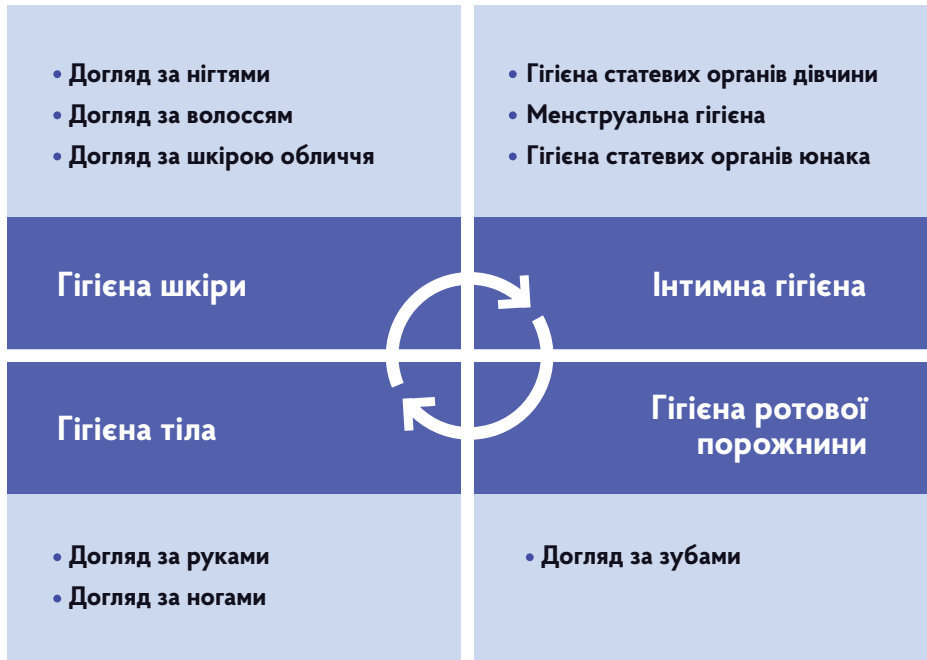 • Догляд за нігтями
• Догляд за волоссям
• Догляд за шкірою обличчя
Гігієна шкіри
• Гігієна статевих органів дівчини
• Менструальна гігієна
• Гігієна статевих органів юнака
Інтимна гігієна
Гігієна тіла
• Догляд за руками
• Догляд за ногами
Гігієна ротової
порожнини
• Догляд за зубами